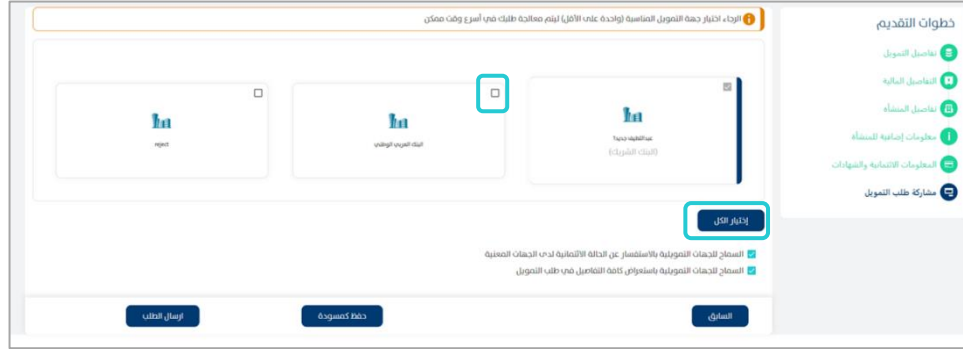 خطوات التقديم
تفاصيل التمويل
التفاصيل المالية
تفاصيل المنشأة
معلومات إضافية للمنشأة
المعلومات الائتمانية والشهادات
مشاركة طلب التمويل
الرجاء اختيار جهة التمويل المناسبة (واحدة على الأقل) ليتم معالجة طلبك في أسرع وقت ممكن
عبداللطيف جديد؟
(البنك الشريك)
البنك العربي الوطني
reject
إختيار الكل
السماح للجهات التمويلية بالاستفسار عن الحالة الائتمانية لدى الجهات المعنية
السماح للجهات التمويلية باستعراض كافة التفاصيل في طلب التمويل
السابق
حفظ كمسودة
ارسال الطلب